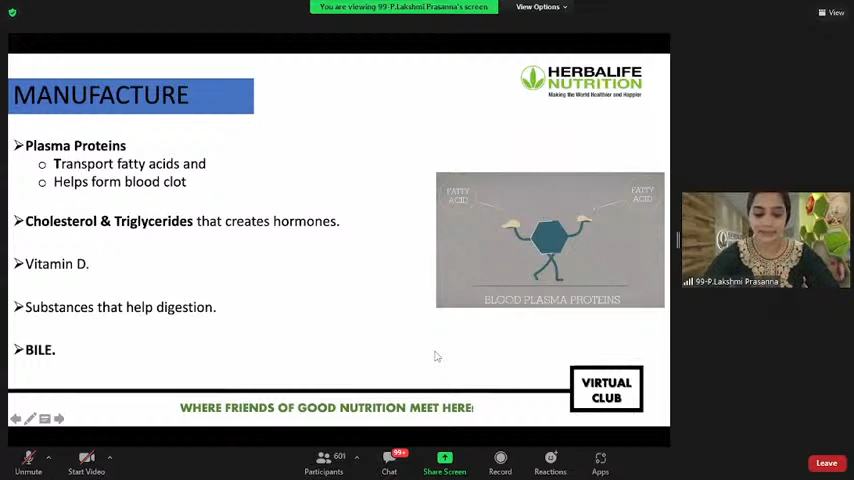 You are viewing 99-P.Lakshmi Prasanna's screen
View Options
View
HERBALIFE
NUTRITION
Making the World Healthier and Happier
MANUFACTURE
Plasma Proteins
Transport fatty acids and
Helps form blood clot
Cholesterol & Triglycerides that creates hormones.
Vitamin D.
Substances that help digestion.
BILE.
FATTY
ACID
FATTY
ACID
BLOOD PLASMA PROTEINS
99-P.Lakshmi Prasanna
VIRTUAL
CLUB
WHERE FRIENDS OF GOOD NUTRITION MEET HERE!
Unmute
Start Video
Participants
601
Chat
99+
Share Screen
Record
Reactions
Apps
Leave